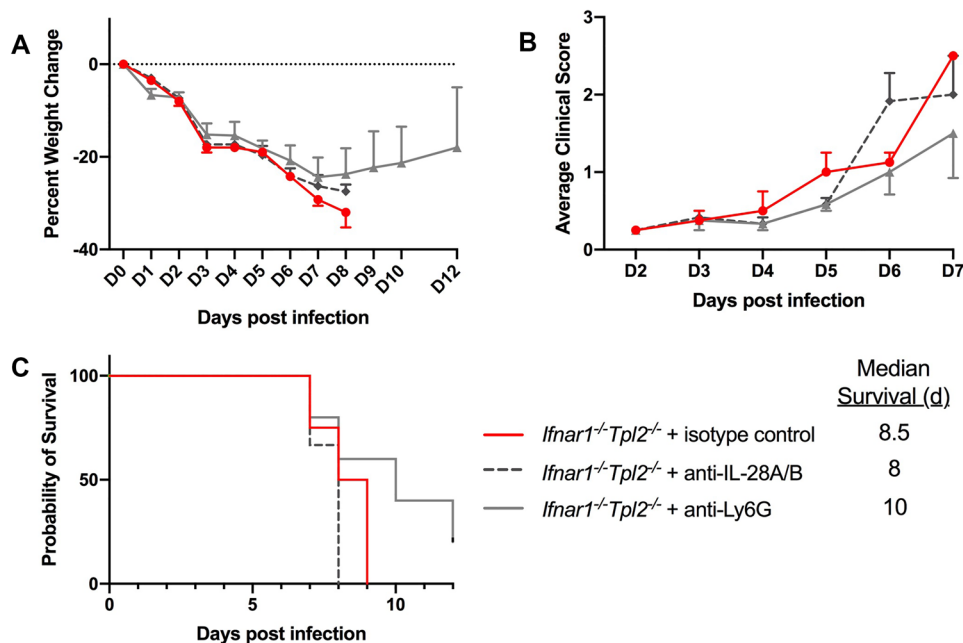 A
Percent Weight Change
0
-20
-40
D0 D1 D2 D3 D4 D5 D6 D7 D8 D9 D10 D12
Days post infection
B
Average Clinical Score
3
2
1
0
D2 D3 D4 D5 D6 D7
Days post infection
C
Probability of Survival
100
50
0
0 5 10
Days post infection
Median
Survival (d)
Ifnar1-/-Tpl2-/- + isotype control 8.5
Ifnar1-/-Tpl2-/- + anti-IL-28A/B 8
Ifnar1-/-Tpl2-/- + anti-Ly6G 10